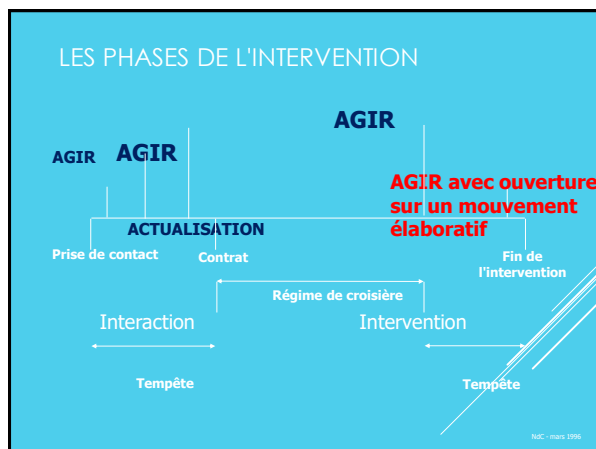 LES PHASES DE L'INTERVENTION
AGIR
AGIR
AGIR
AGIR avec ouverture
sur un mouvement
élaboratif
ACTUALISATION
Prise de contact
Contrat
Fin de
l'intervention
Régime de croisière
Interaction
Intervention
Tempête
Tempête
NdC - mars 1996